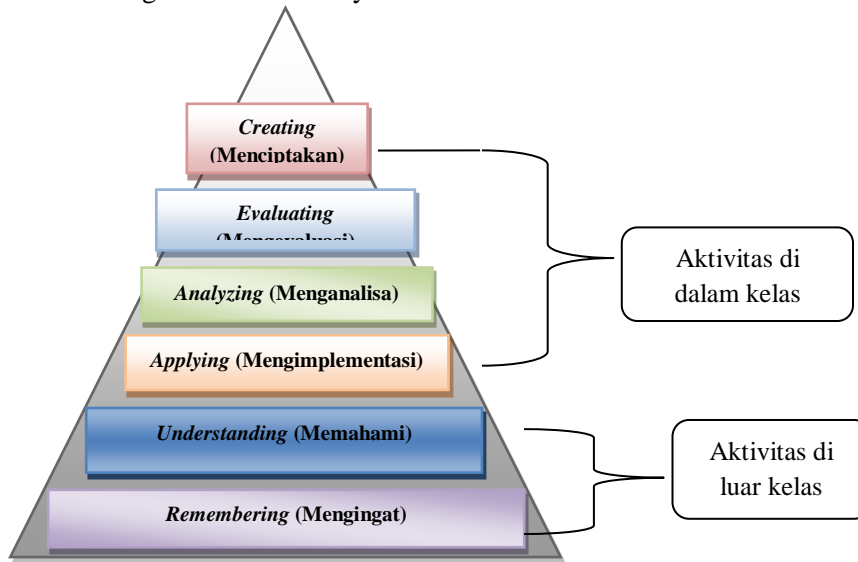 Creating
(Menciptakan)
Evaluating
(Mengevaluasi)
Analyzing (Menganalisa)
Applying (Mengimplementasi)
Understanding (Memahami)
Remembering (Mengingat)
Aktivitas di
dalam kelas
Aktivitas di
luar kelas